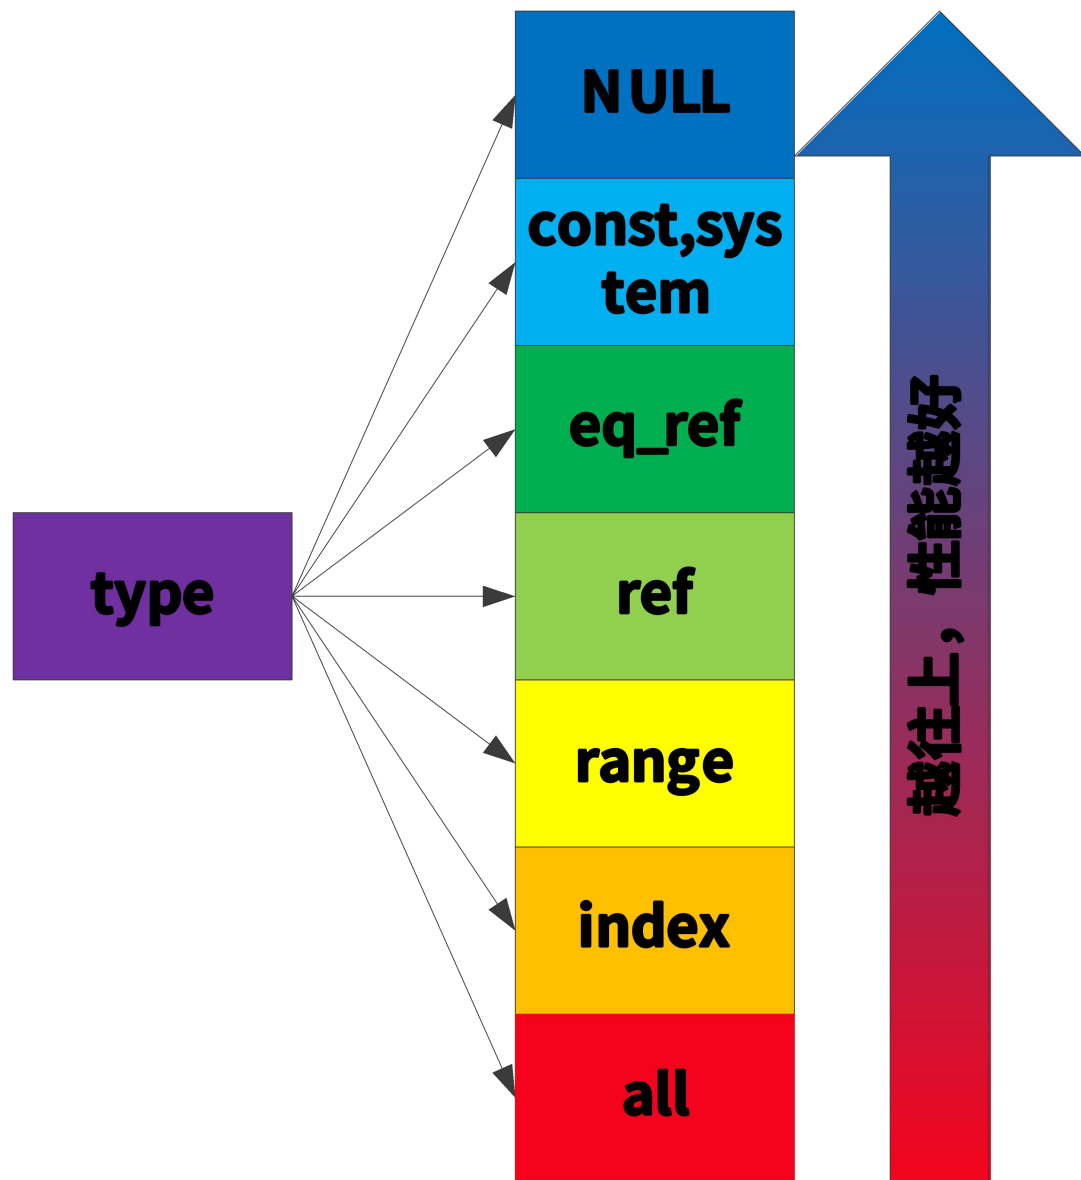 NULL
const,sys
tem
eq_ref
type
ref
range
index
all
越往上，性能越好